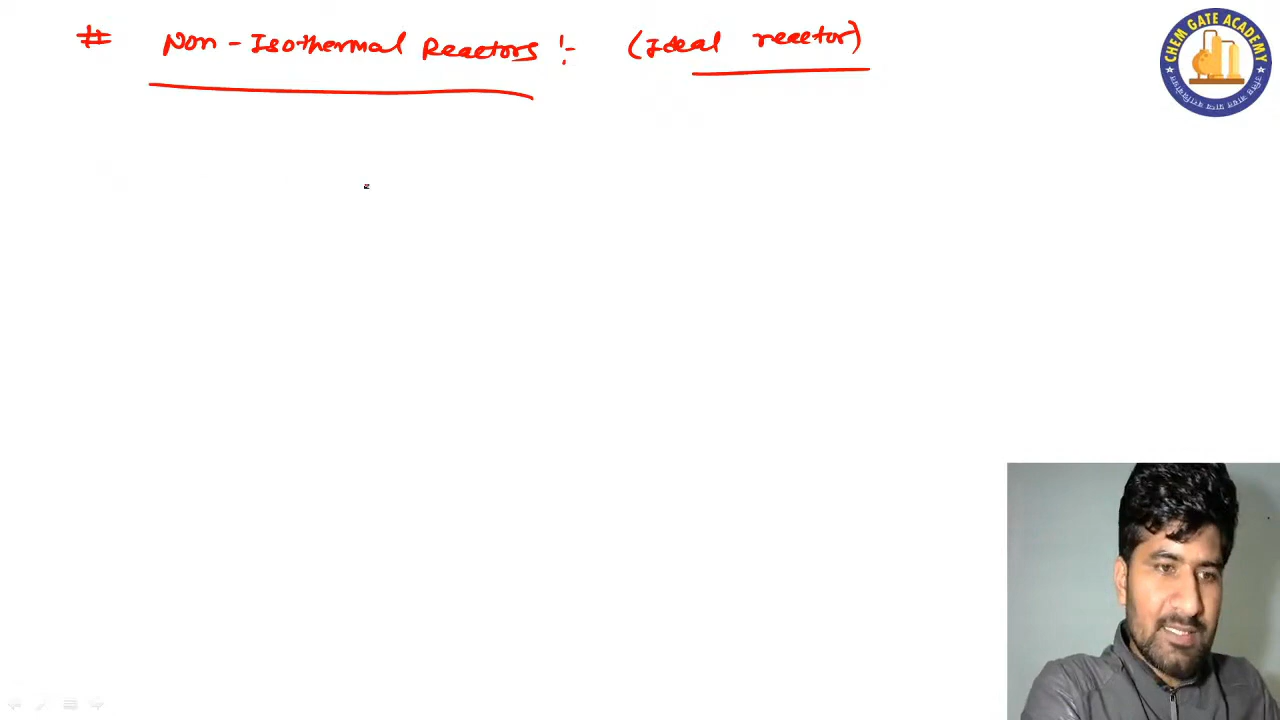 # Non-Isothermal Reactors :- (Ideal reactor)
CHEM GATE ACADEMY